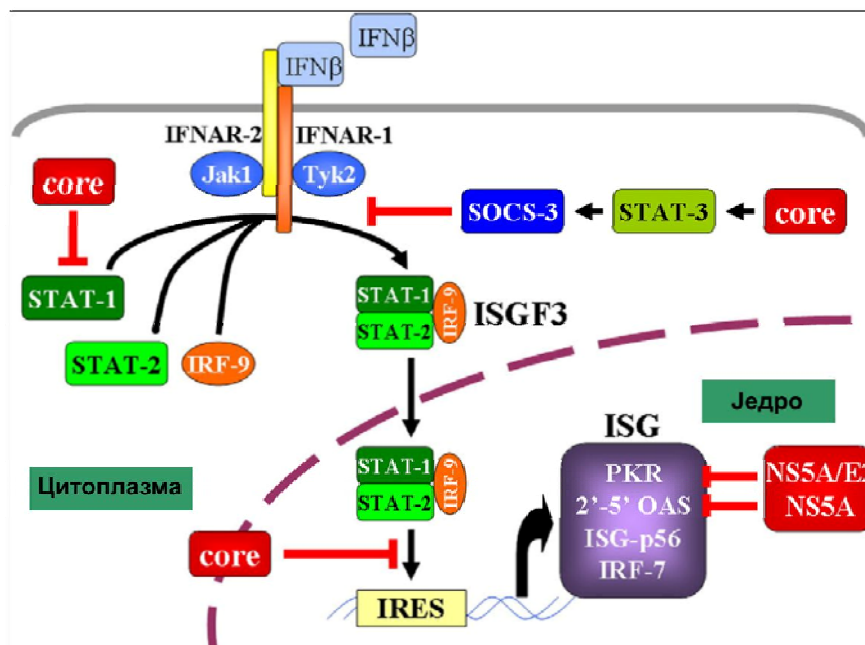 IFNβ
IFNβ
IFNAR-2
IFNAR-1
Jak1
Tyk2
core
SOCS-3
STAT-3
core
STAT-1
STAT-2
IRF-9
STAT-1
STAT-2
IRF-9
ISGF3
Једро
ISG
Цитоплазма
STAT-1
STAT-2
IRF-9
PKR
2'-5' OAS
ISG-p56
IRF-7
NS5A/E2
NS5A
core
IRES